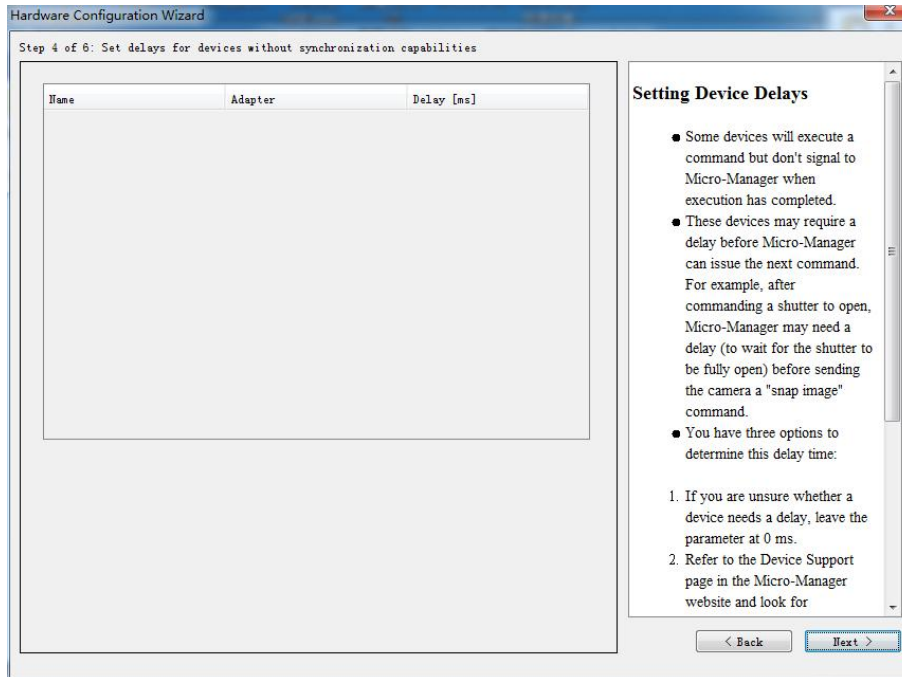 Hardware Configuration Wizard
Step 4 of 6: Set delays for devices without synchronization capabilities
Name Adapter Delay [ms]
Setting Device Delays
● Some devices will execute a
command but don't signal to
Micro-Manager when
execution has completed.
● These devices may require a
delay before Micro-Manager
can issue the next command.
For example, after
commanding a shutter to open,
Micro-Manager may need a
delay (to wait for the shutter to
be fully open) before sending
the camera a "snap image"
command.
● You have three options to
determine this delay time:
1. If you are unsure whether a
device needs a delay, leave the
parameter at 0 ms.
2. Refer to the Device Support
page in the Micro-Manager
website and look for
< Back Next >